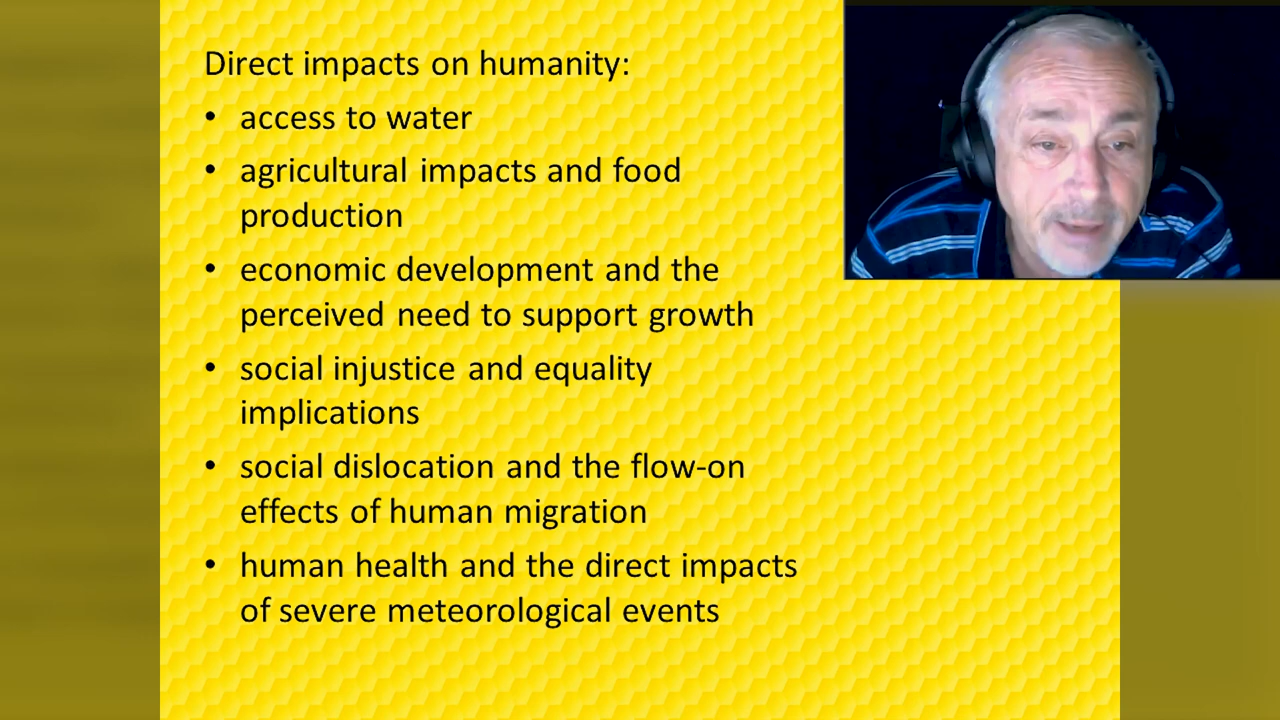 Direct impacts on humanity:
• access to water
• agricultural impacts and food
production
• economic development and the
perceived need to support growth
• social injustice and equality
implications
• social dislocation and the flow-on
effects of human migration
• human health and the direct impacts
of severe meteorological events